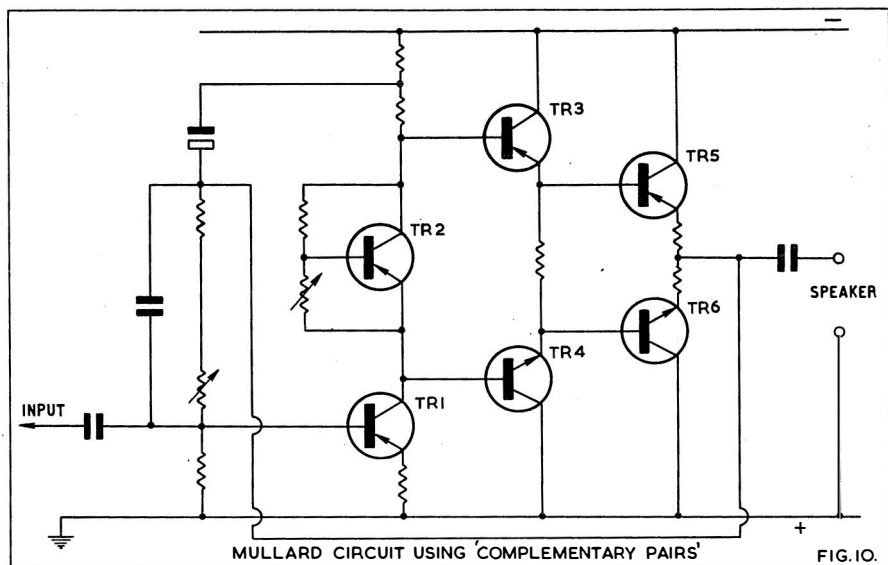 −
TR3
TR5
TR2
SPEAKER
TR6
TR4
TR1
INPUT
+
MULLARD CIRCUIT USING 'COMPLEMENTARY PAIRS'
FIG.10.